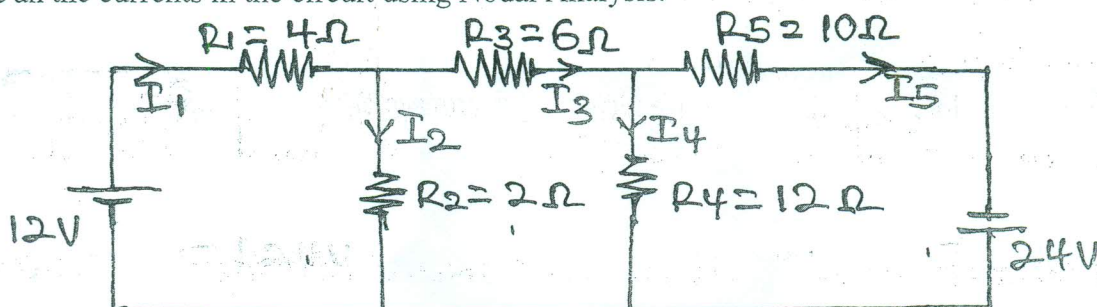 all the currents in the circuit using Nodal Analysis.
R1 = 4Ω R3=6Ω R5=10Ω
I1 I3 I5
I2 I4
R2=2Ω R4=12Ω
12V 24V